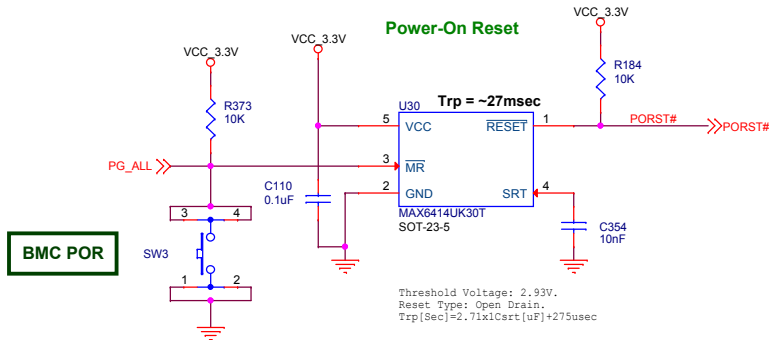 Power-On Reset
VCC_3.3V
VCC_3.3V
VCC_3.3V
R373
10K
R184
10K
U30
Trp = ~27msec
5
VCC
RESET
1
PORST#
PORST#
PG_ALL
3
MR
2
GND
SRT
4
C110
0.1uF
MAX6414UK30T
SOT-23-5
C354
10nF
3
4
BMC POR
SW3
1
2
Threshold Voltage: 2.93V.
Reset Type: Open Drain.
Trp[Sec]=2.71x1Csrt[uF]+275usec